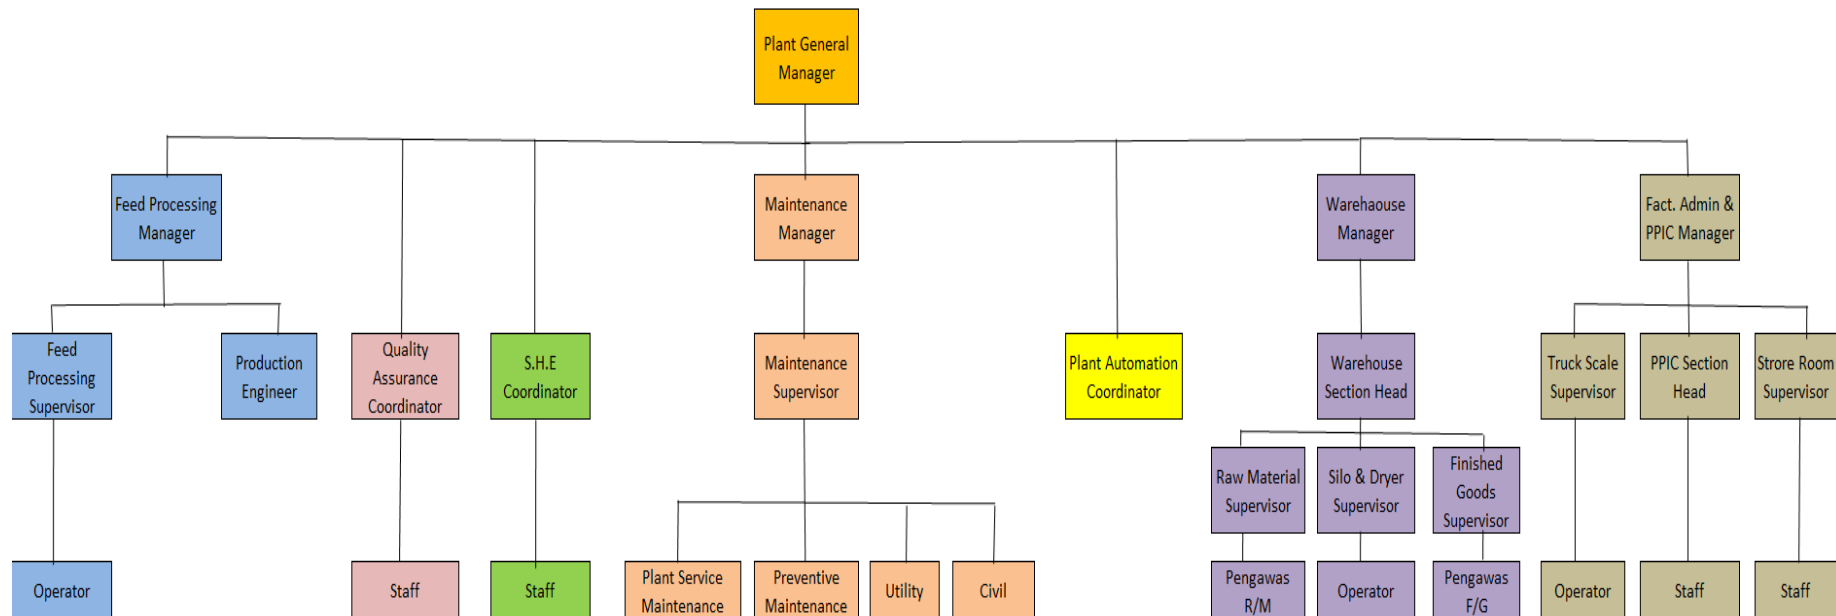 Plant General
Manager
Feed Processing
Manager
Maintenance
Manager
Warehaouse
Manager
Fact. Admin &
PPIC Manager
Feed
Processing
Supervisor
Production
Engineer
Quality
Assurance
Coordinator
S.H.E
Coordinator
Maintenance
Supervisor
Plant Automation
Coordinator
Warehouse
Section Head
Truck Scale
Supervisor
PPIC Section
Head
Strore Room
Supervisor
Raw Material
Supervisor
Silo & Dryer
Supervisor
Finished
Goods
Supervisor
Operator
Staff
Staff
Plant Service
Maintenance
Preventive
Maintenance
Utility
Civil
Pengawas
R/M
Operator
Pengawas
F/G
Operator
Staff
Staff